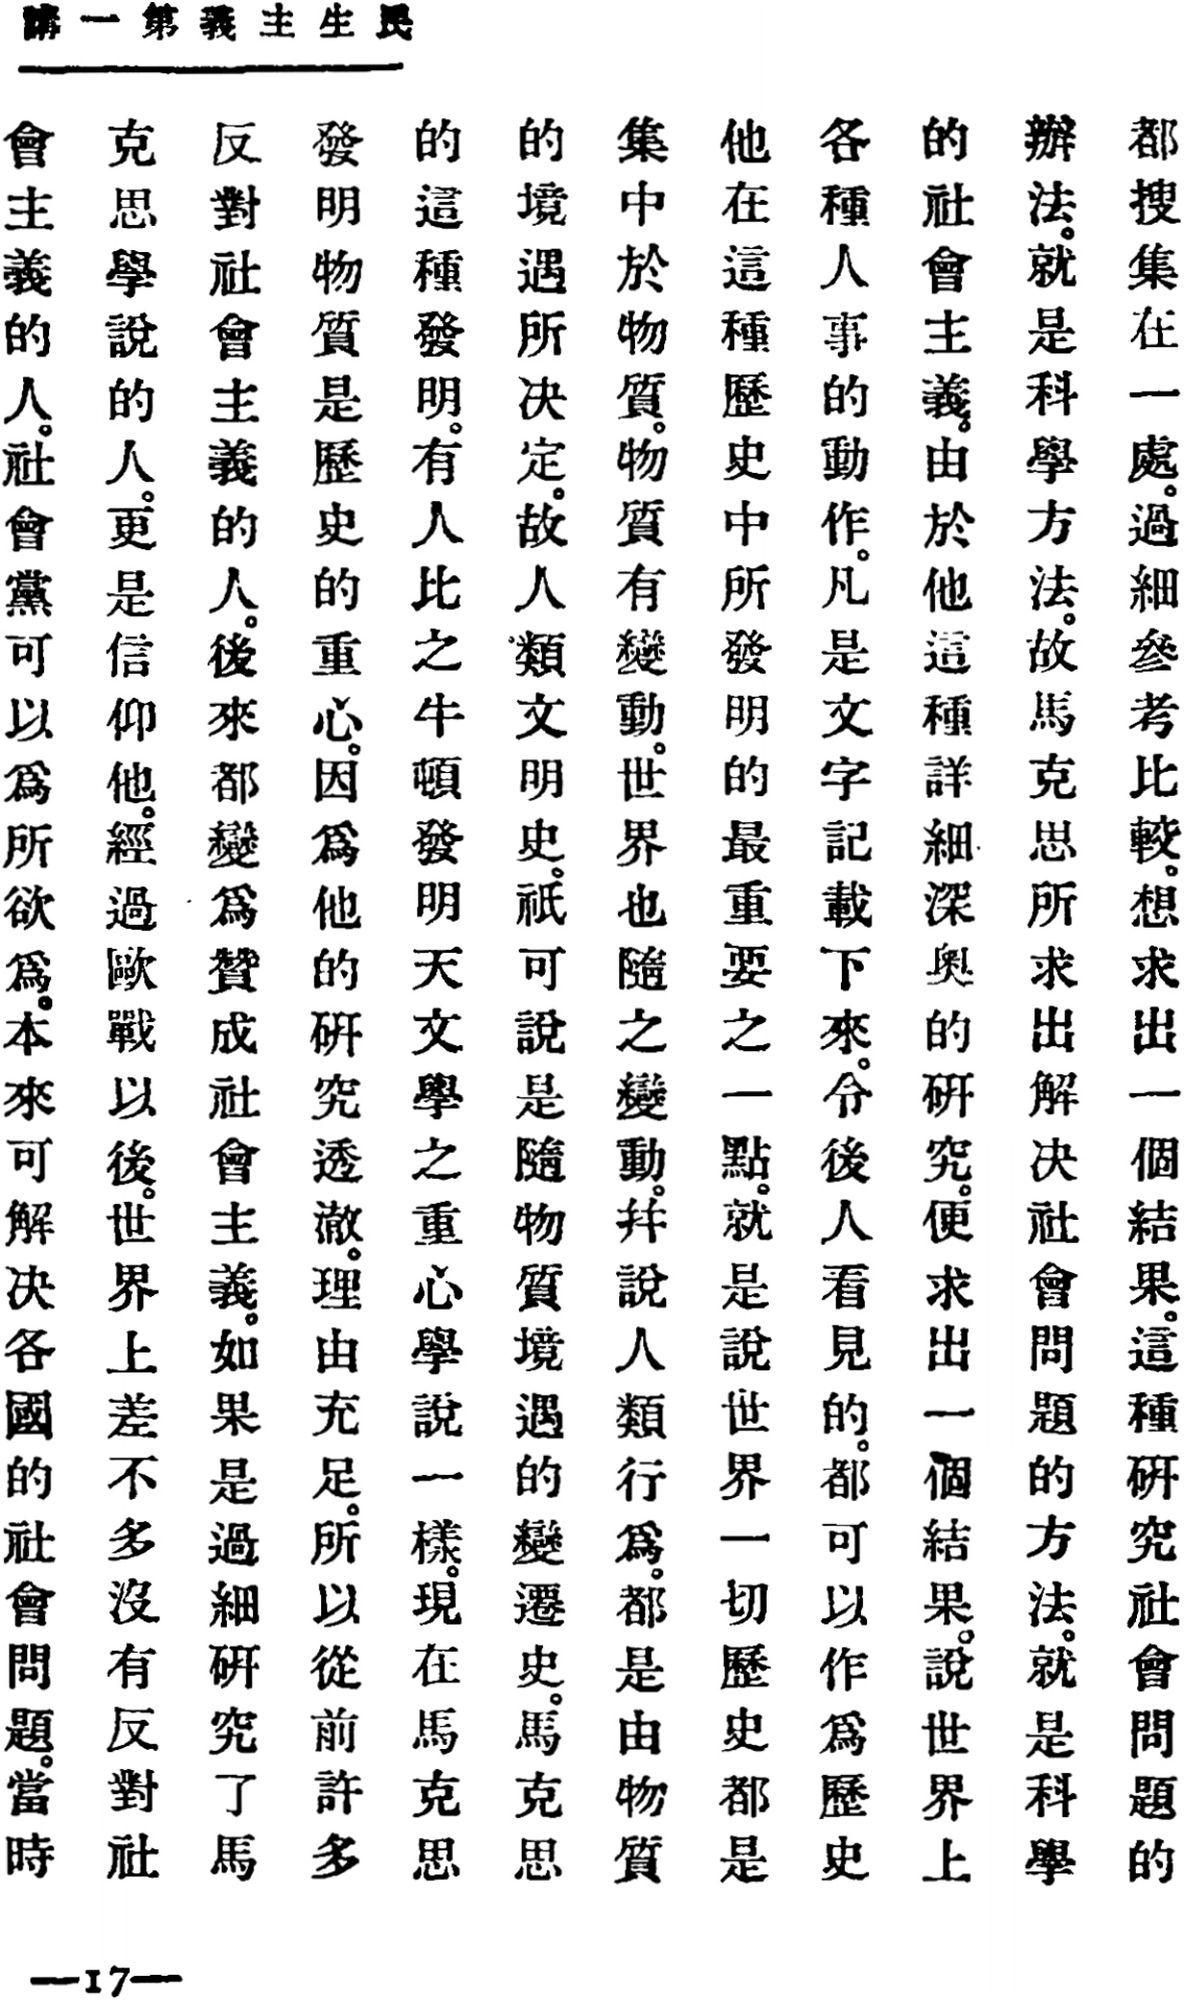 民生主義第一講
都搜集在一處。過細參考比較。想求出一個結果。這種研究社會問題的
辦法。就是科學方法。故馬克思所求出解决社會問題的方法。就是科學
的社會主義。由於他這種詳細深奥的研究。便求出一個結果。說世界上
各種人事的動作。凡是文字記載下來。令後人看見的。都可以作爲歷史
他在這種歷史中所發明的最重要之一點。就是說世界一切歷史都是
集中於物質。物質有變動。世界也隨之變動。并說人類行爲。都是由物質
的境遇所决定。故人類文明史。祇可說是隨物質境遇的變遷史。馬克思
的這種發明。有人比之牛頓發明天文學之重心學說一樣。現在馬克思
發明物質是歷史的重心。因爲他的研究透澈。理由充足。所以從前許多
反對社會主義的人。後來都變爲贊成社會主義。如果是過細研究了馬
克思學說的人。更是信仰他。經過歐戰以後。世界上差不多沒有反對社
會主義的人。社會黨可以爲所欲爲。本來可解决各國的社會問題。當時
—17—